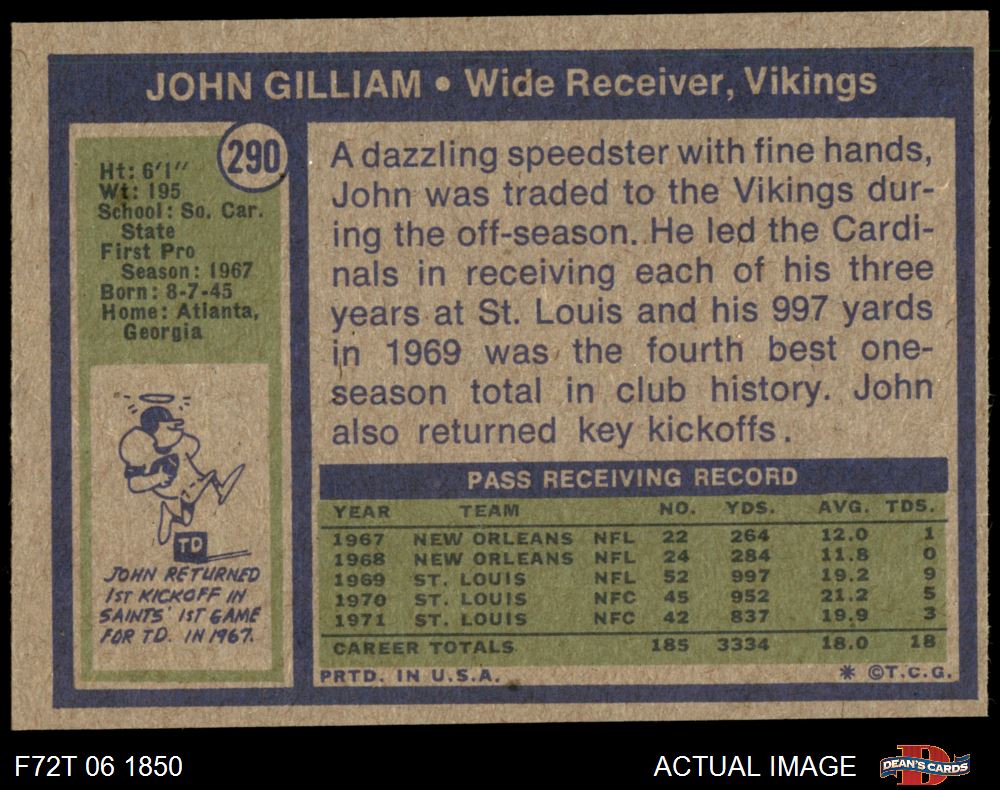 JOHN GILLIAM • Wide Receiver, Vikings
290
Ht: 6'1"
Wt: 195
School: So. Car.
State
First Pro
Season: 1967
Born: 8-7-45
Home: Atlanta,
Georgia
TD
JOHN RETURNED
1ST KICKOFF IN
SAINTS' 1ST GAME
FOR TD. IN 1967.
A dazzling speedster with fine hands,
John was traded to the Vikings dur-
ing the off-season. He led the Cardi-
nals in receiving each of his three
years at St. Louis and his 997 yards
in 1969 was the fourth best one-
season total in club history. John
also returned key kickoffs.
PASS RECEIVING RECORD
YEAR TEAM NO. YDS. AVG. TDS.
1967 NEW ORLEANS NFL 22 264 12.0 1
1968 NEW ORLEANS NFL 24 284 11.8 0
1969 ST. LOUIS NFL 52 997 19.2 9
1970 ST. LOUIS NFC 45 952 21.2 5
1971 ST. LOUIS NFC 42 837 19.9 3
CAREER TOTALS 185 3334 18.0 18
PRTD. IN U.S.A. * ©T.C.G.
F72T 06 1850 ACTUAL IMAGE
DEAN'S CARDS